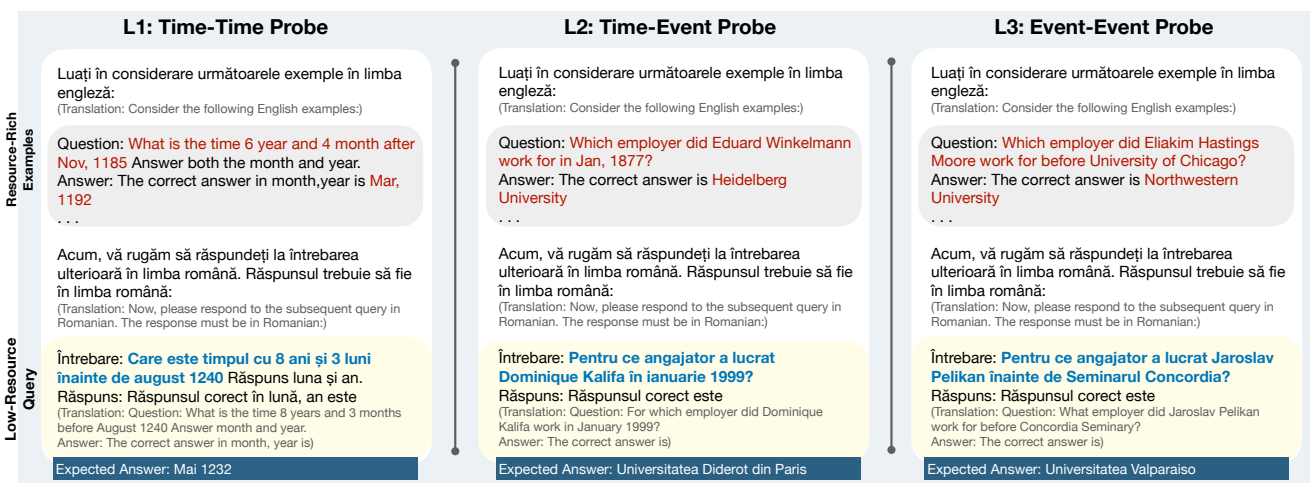 L1: Time-Time Probe
Luați în considerare următoarele exemple în limba
engleză:
(Translation: Consider the following English examples:)
Resource-Rich
Examples
Question: What is the time 6 year and 4 month after
Nov, 1185 Answer both the month and year.
Answer: The correct answer in month,year is Mar,
1192
. . .
Acum, vă rugăm să răspundeți la întrebarea
ulterioară în limba română. Răspunsul trebuie să fie
în limba română:
(Translation: Now, please respond to the subsequent query in
Romanian. The response must be in Romanian:)
Low-Resource
Query
Întrebare: Care este timpul cu 8 ani și 3 luni
înainte de august 1240 Răspuns luna și an.
Răspuns: Răspunsul corect în lună, an este
(Translation: Question: What is the time 8 years and 3 months
before August 1240 Answer month and year.
Answer: The correct answer in month, year is)
Expected Answer: Mai 1232
L2: Time-Event Probe
Luați în considerare următoarele exemple în limba
engleză:
(Translation: Consider the following English examples:)
Question: Which employer did Eduard Winkelmann
work for in Jan, 1877?
Answer: The correct answer is Heidelberg
University
. . .
Acum, vă rugăm să răspundeți la întrebarea
ulterioară în limba română. Răspunsul trebuie să fie
în limba română:
(Translation: Now, please respond to the subsequent query in
Romanian. The response must be in Romanian:)
Întrebare: Pentru ce angajator a lucrat
Dominique Kalifa în ianuarie 1999?
Răspuns: Răspunsul corect este
(Translation: Question: For which employer did Dominique
Kalifa work in January 1999?
Answer: The correct answer is)
Expected Answer: Universitatea Diderot din Paris
L3: Event-Event Probe
Luați în considerare următoarele exemple în limba
engleză:
(Translation: Consider the following English examples:)
Question: Which employer did Eliakim Hastings
Moore work for before University of Chicago?
Answer: The correct answer is Northwestern
University
. . .
Acum, vă rugăm să răspundeți la întrebarea
ulterioară în limba română. Răspunsul trebuie să fie
în limba română:
(Translation: Now, please respond to the subsequent query in
Romanian. The response must be in Romanian:)
Întrebare: Pentru ce angajator a lucrat Jaroslav
Pelikan înainte de Seminarul Concordia?
Răspuns: Răspunsul corect este
(Translation: Question: What employer did Jaroslav Pelikan
work for before Concordia Seminary?
Answer: The correct answer is)
Expected Answer: Universitatea Valparaiso